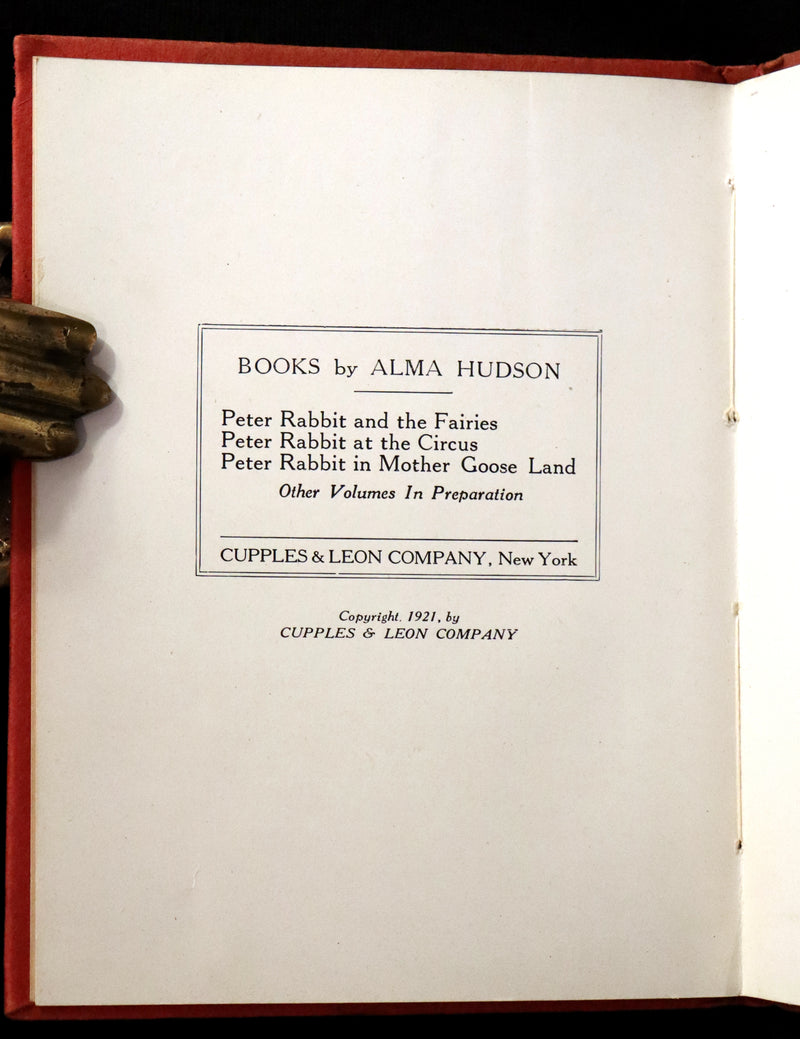 BOOKS by ALMA HUDSON
Peter Rabbit and the Fairies
Peter Rabbit at the Circus
Peter Rabbit in Mother Goose Land
Other Volumes In Preparation
CUPPLES & LEON COMPANY, New York
Copyright. 1921, by
CUPPLES & LEON COMPANY